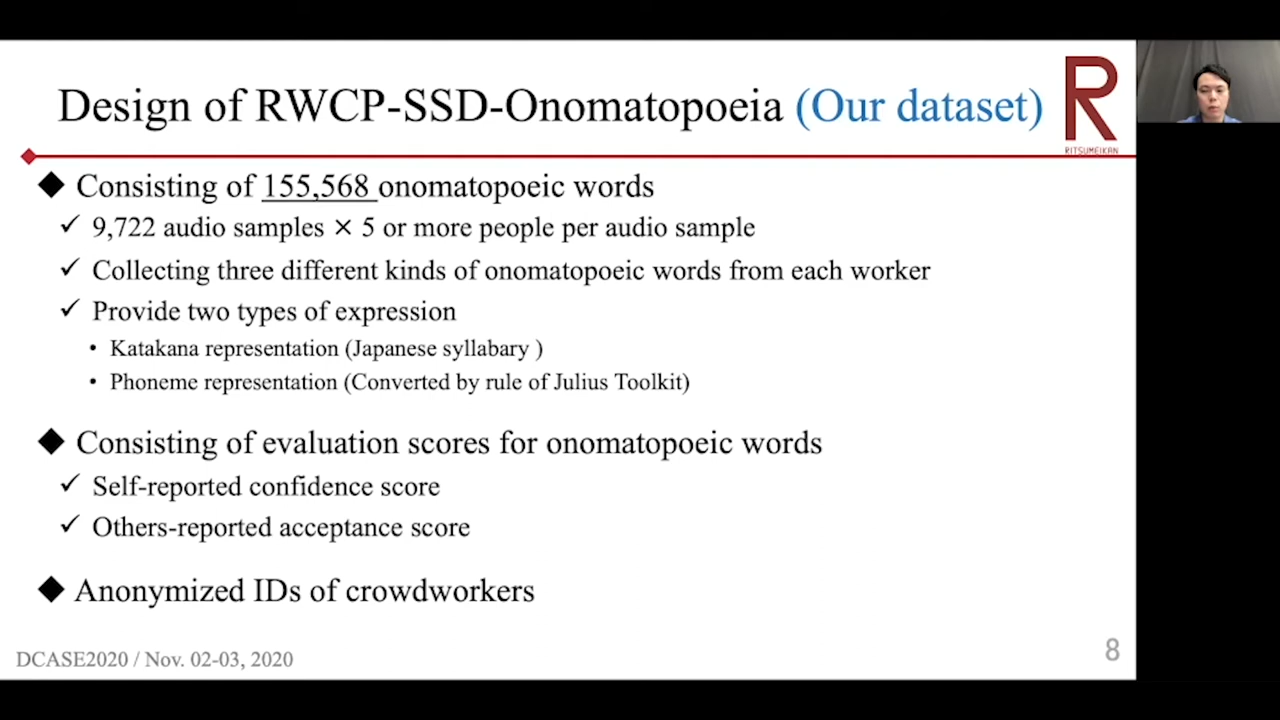 Design of RWCP-SSD-Onomatopoeia (Our dataset)
R
RITSUMEIKAN
◆ Consisting of 155,568 onomatopoeic words
✓ 9,722 audio samples × 5 or more people per audio sample
✓ Collecting three different kinds of onomatopoeic words from each worker
✓ Provide two types of expression
• Katakana representation (Japanese syllabary )
• Phoneme representation (Converted by rule of Julius Toolkit)
◆ Consisting of evaluation scores for onomatopoeic words
✓ Self-reported confidence score
✓ Others-reported acceptance score
◆ Anonymized IDs of crowdworkers
DCASE2020 / Nov. 02-03, 2020
8